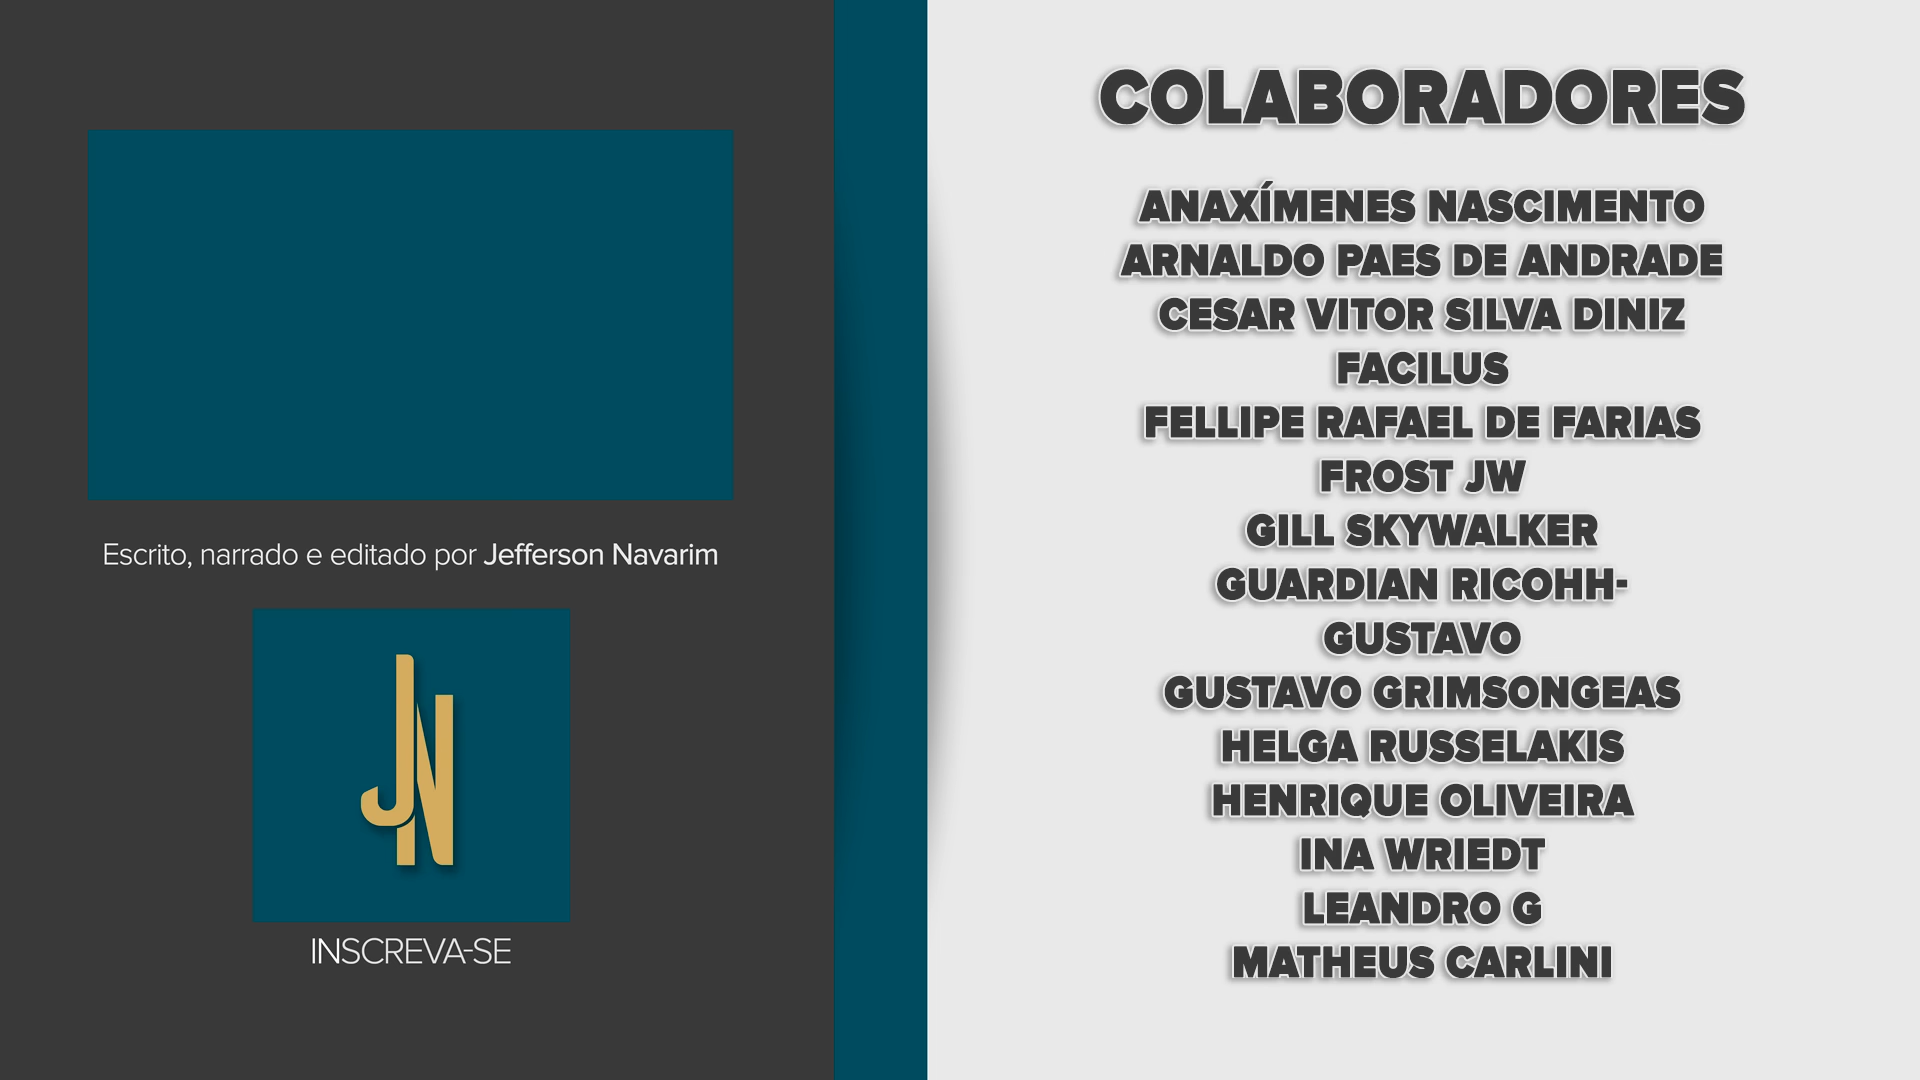 Escrito, narrado e editado por Jefferson Navarim
JN
INSCREVA-SE
COLABORADORES
ANAXÍMENES NASCIMENTO
ARNALDO PAES DE ANDRADE
CESAR VITOR SILVA DINIZ
FACILUS
FELLIPE RAFAEL DE FARIAS
FROST JW
GILL SKYWALKER
GUARDIAN RICOHH-
GUSTAVO
GUSTAVO GRIMSONGEAS
HELGA RUSSELAKIS
HENRIQUE OLIVEIRA
INA WRIEDT
LEANDRO G
MATHEUS CARLINI